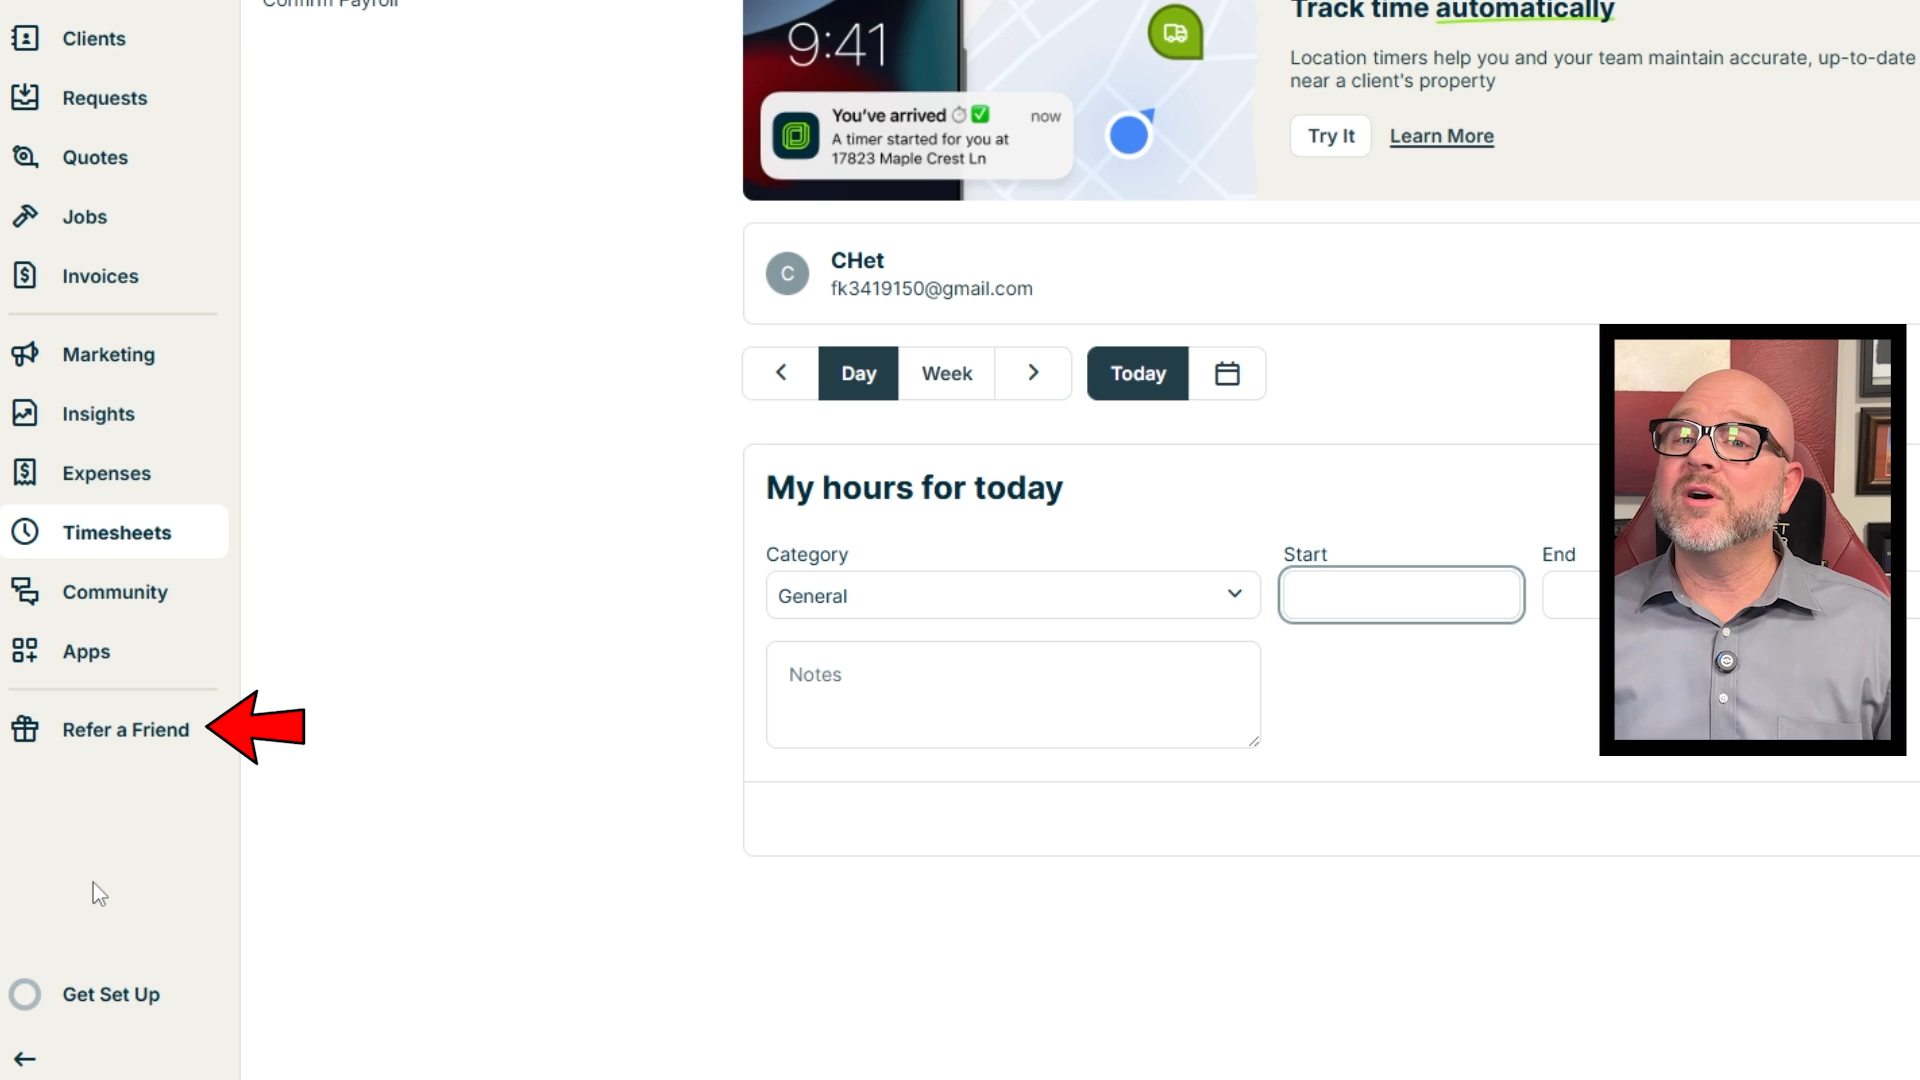 Confirm Payroll
Clients
Requests
Quotes
Jobs
Invoices
Marketing
Insights
Expenses
Timesheets
Community
Apps
Refer a Friend
Get Set Up
9:41
You've arrived ⏱✅ now
A timer started for you at
17823 Maple Crest Ln
Track time automatically
Location timers help you and your team maintain accurate, up-to-date
near a client's property
Try It Learn More
C
CHet
fk3419150@gmail.com
Day Week Today
My hours for today
Category Start End
General
Notes